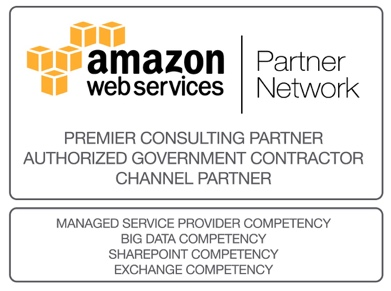 amazon
web services
Partner
Network
PREMIER CONSULTING PARTNER
AUTHORIZED GOVERNMENT CONTRACTOR
CHANNEL PARTNER
MANAGED SERVICE PROVIDER COMPETENCY
BIG DATA COMPETENCY
SHAREPOINT COMPETENCY
EXCHANGE COMPETENCY